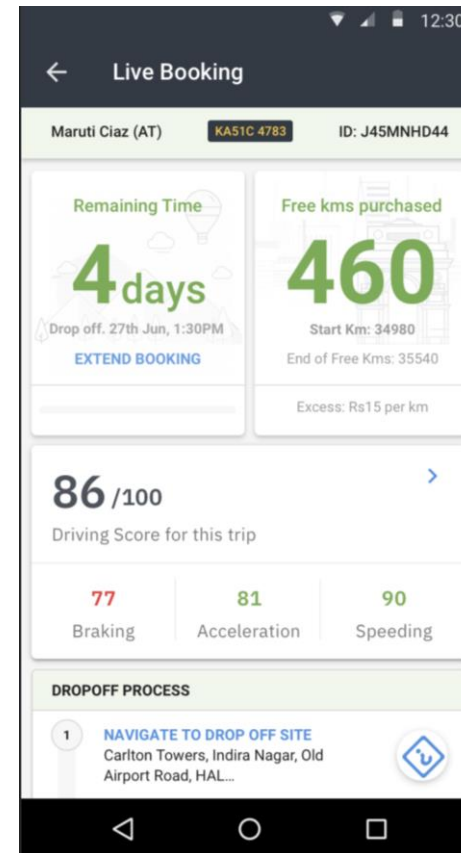 12:30
Live Booking
Maruti Ciaz (AT) KA51C 4783 ID: J45MNHD44
Remaining Time
4 days
Drop off. 27th Jun, 1:30PM
EXTEND BOOKING
Free kms purchased
460
Start Km: 34980
End of Free Kms: 35540
Excess: Rs15 per km
86 /100
Driving Score for this trip
77 81 90
Braking Acceleration Speeding
DROPOFF PROCESS
1 NAVIGATE TO DROP OFF SITE
Carlton Towers, Indira Nagar, Old
Airport Road, HAL...